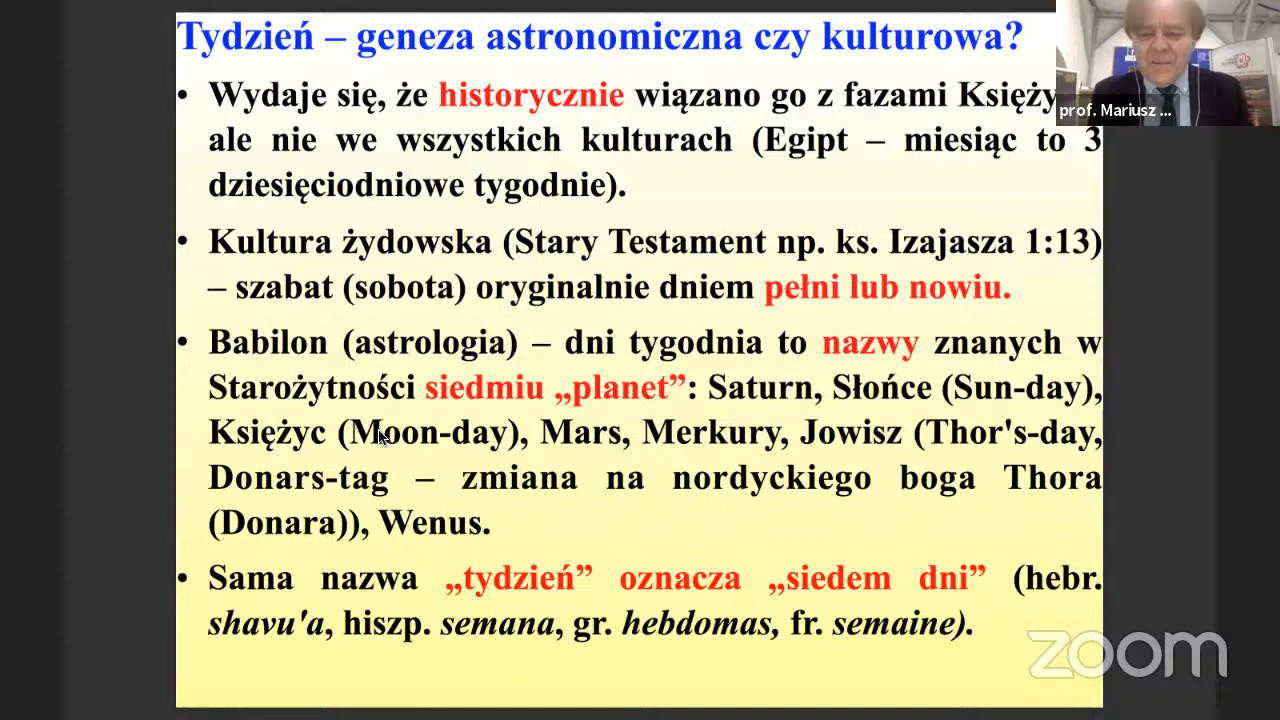 Tydzień – geneza astronomiczna czy kulturowa?
• Wydaje się, że historycznie wiązano go z fazami
ale nie we wszystkich kulturach (Egipt – miesiąc to 3
dziesięciodniowe tygodnie).
• Kultura żydowska (Stary Testament np. ks. Izajasza 1:13)
– szabat (sobota) oryginalnie dniem pełni lub nowiu.
• Babilon (astrologia) – dni tygodnia to nazwy znanych w
Starożytności siedmiu „planet”: Saturn, Słońce (Sun-day),
Księżyc (Moon-day), Mars, Merkury, Jowisz (Thor's-day,
Donars-tag – zmiana na nordyckiego boga Thora
(Donara)), Wenus.
• Sama nazwa „tydzień” oznacza „siedem dni” (hebr.
shavu'a, hiszp. semana, gr. hebdomas, fr. semaine).
prof. Mariusz ...
zoom